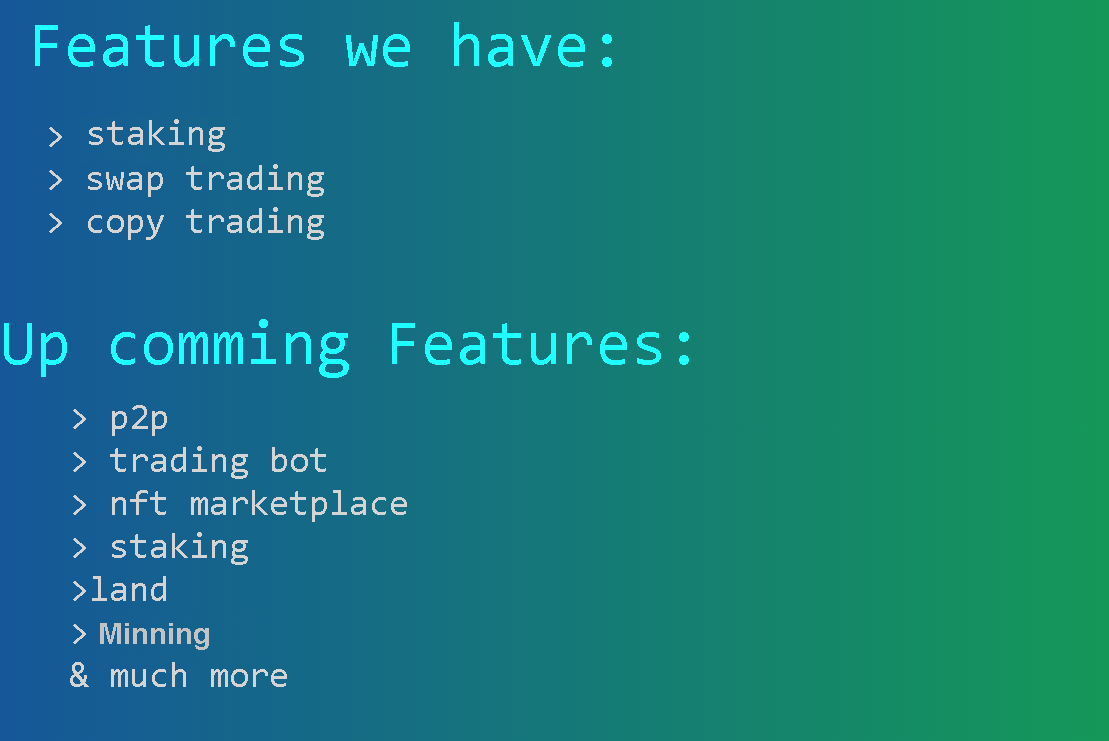 Features we have:
> staking
> swap trading
> copy trading
Up comming Features:
> p2p
> trading bot
> nft marketplace
> staking
>land
> Minning
& much more